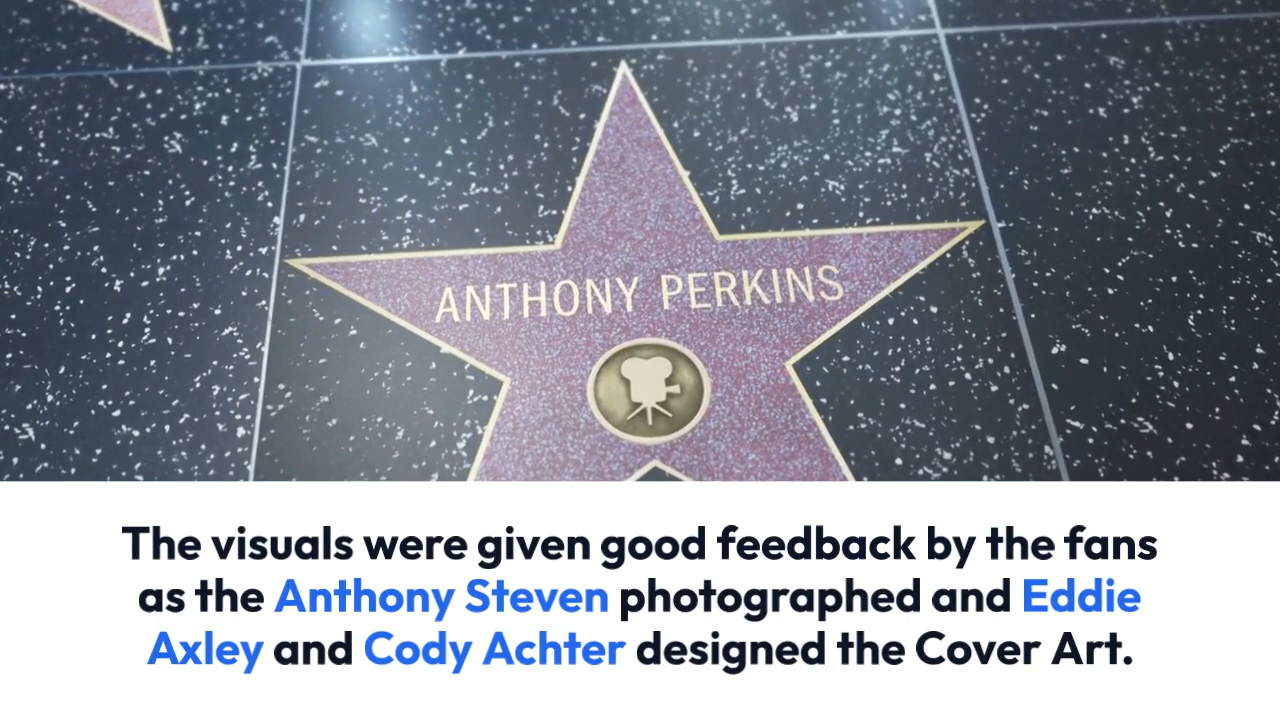 ANTHONY PERKINS
The visuals were given good feedback by the fans
as the Anthony Steven photographed and Eddie
Axley and Cody Achter designed the Cover Art.